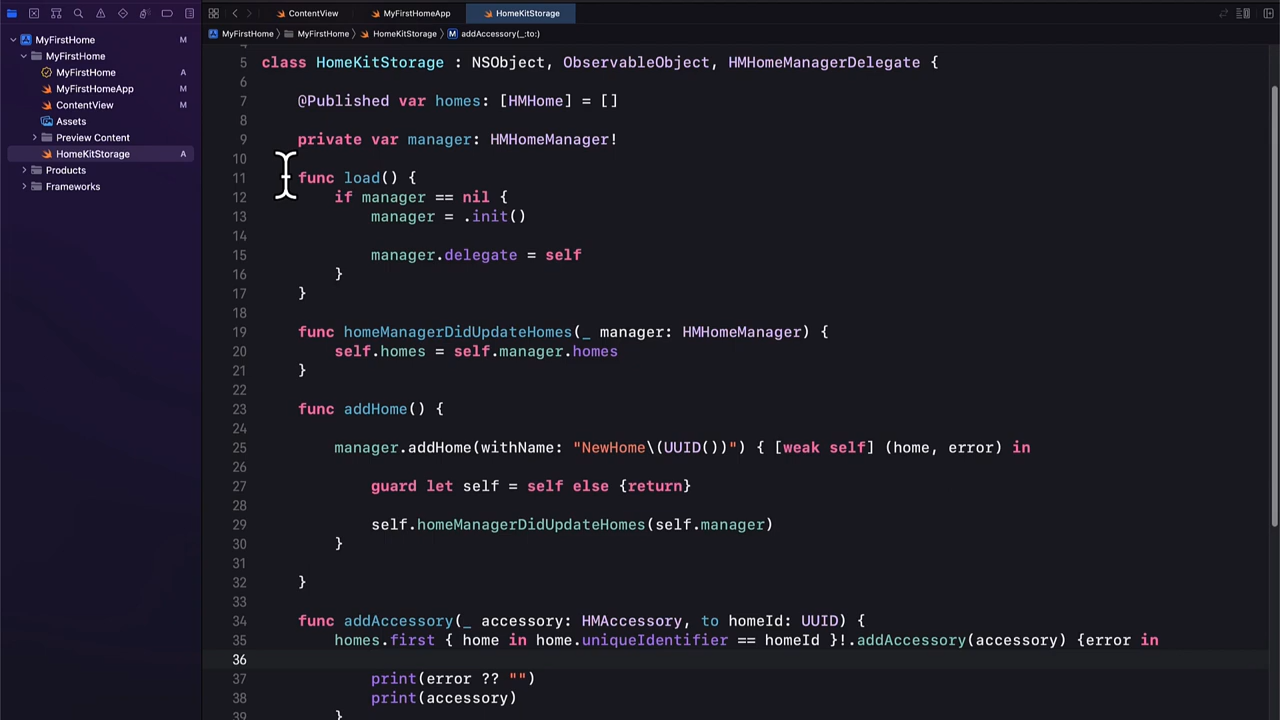 ContentView
MyFirstHomeApp
HomeKitStorage
MyFirstHome
M
MyFirstHome
MyFirstHome
HomeKitStorage
M
addAccessory(_:to:)
MyFirstHome
MyFirstHome
A
MyFirstHomeApp
A
ContentView
M
Assets
Preview Content
HomeKitStorage
A
Products
Frameworks
5 class HomeKitStorage : NSObject, ObservableObject, HMHomeManagerDelegate {
6
7 @Published var homes: [HMHome] = []
8
9 private var manager: HMHomeManager!
10
11 func load() {
12 if manager == nil {
13 manager = .init()
14
15 manager.delegate = self
16 }
17 }
18
19 func homeManagerDidUpdateHomes(_ manager: HMHomeManager) {
20 self.homes = self.manager.homes
21 }
22
23 func addHome() {
24
25 manager.addHome(withName: "NewHome\(UUID())") { [weak self] (home, error) in
26
27 guard let self = self else {return}
28
29 self.homeManagerDidUpdateHomes(self.manager)
30 }
31
32 }
33
34 func addAccessory(_ accessory: HMAccessory, to homeId: UUID) {
35 homes.first { home in home.uniqueIdentifier == homeId }!.addAccessory(accessory) {error in
36
37 print(error ?? "")
38 print(accessory)
39 }